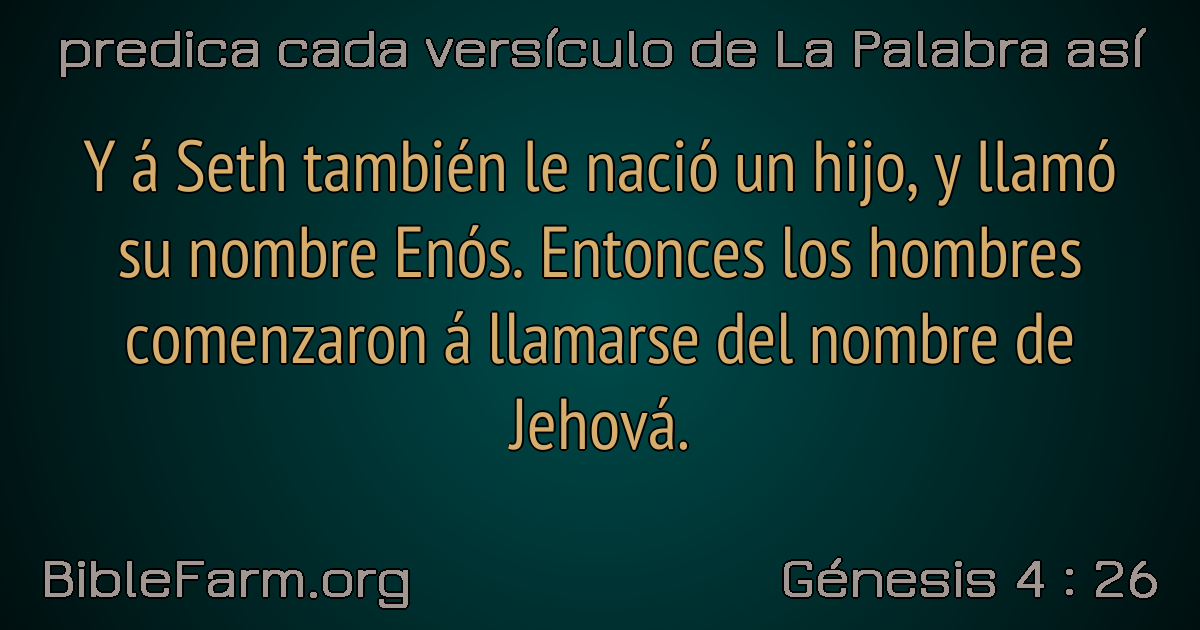 predica cada versículo de La Palabra así
Y á Seth también le nació un hijo, y llamó
su nombre Enós. Entonces los hombres
comenzaron á llamarse del nombre de
Jehová.
BibleFarm.org
Génesis 4 : 26